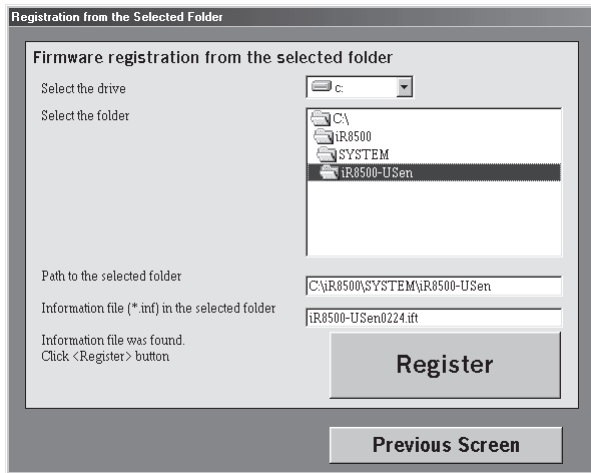 Registration from the Selected Folder
Firmware registration from the selected folder
Select the drive
c:
Select the folder
C:\
iR8500
SYSTEM
iR8500-USen
Path to the selected folder
C:\iR8500\SYSTEM\iR8500-USen
Information file (*.inf) in the selected folder
iR8500-USen0224.ift
Information file was found.
Click <Register> button
Register
Previous Screen